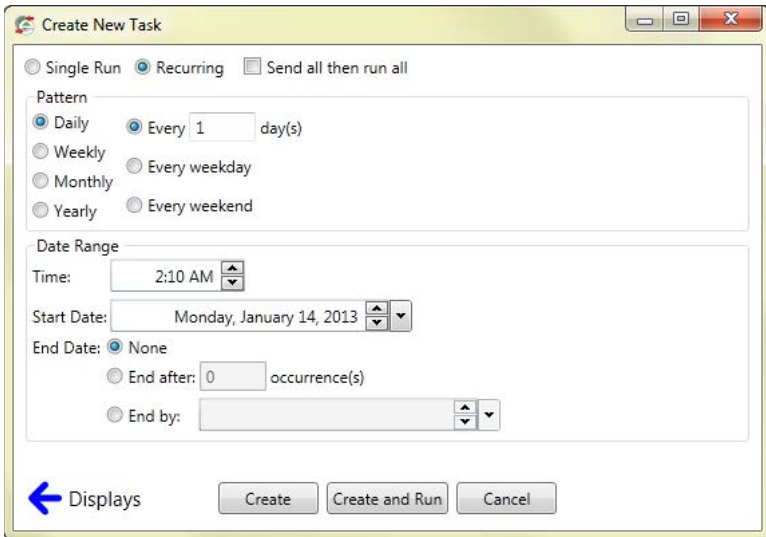 Create New Task
Single Run Recurring Send all then run all
Pattern
Daily Every 1 day(s)
Weekly
Every weekday
Monthly
Yearly Every weekend
Date Range
Time: 2:10 AM
Start Date: Monday, January 14, 2013
End Date: None
End after: 0 occurrence(s)
End by:
Displays Create Create and Run Cancel